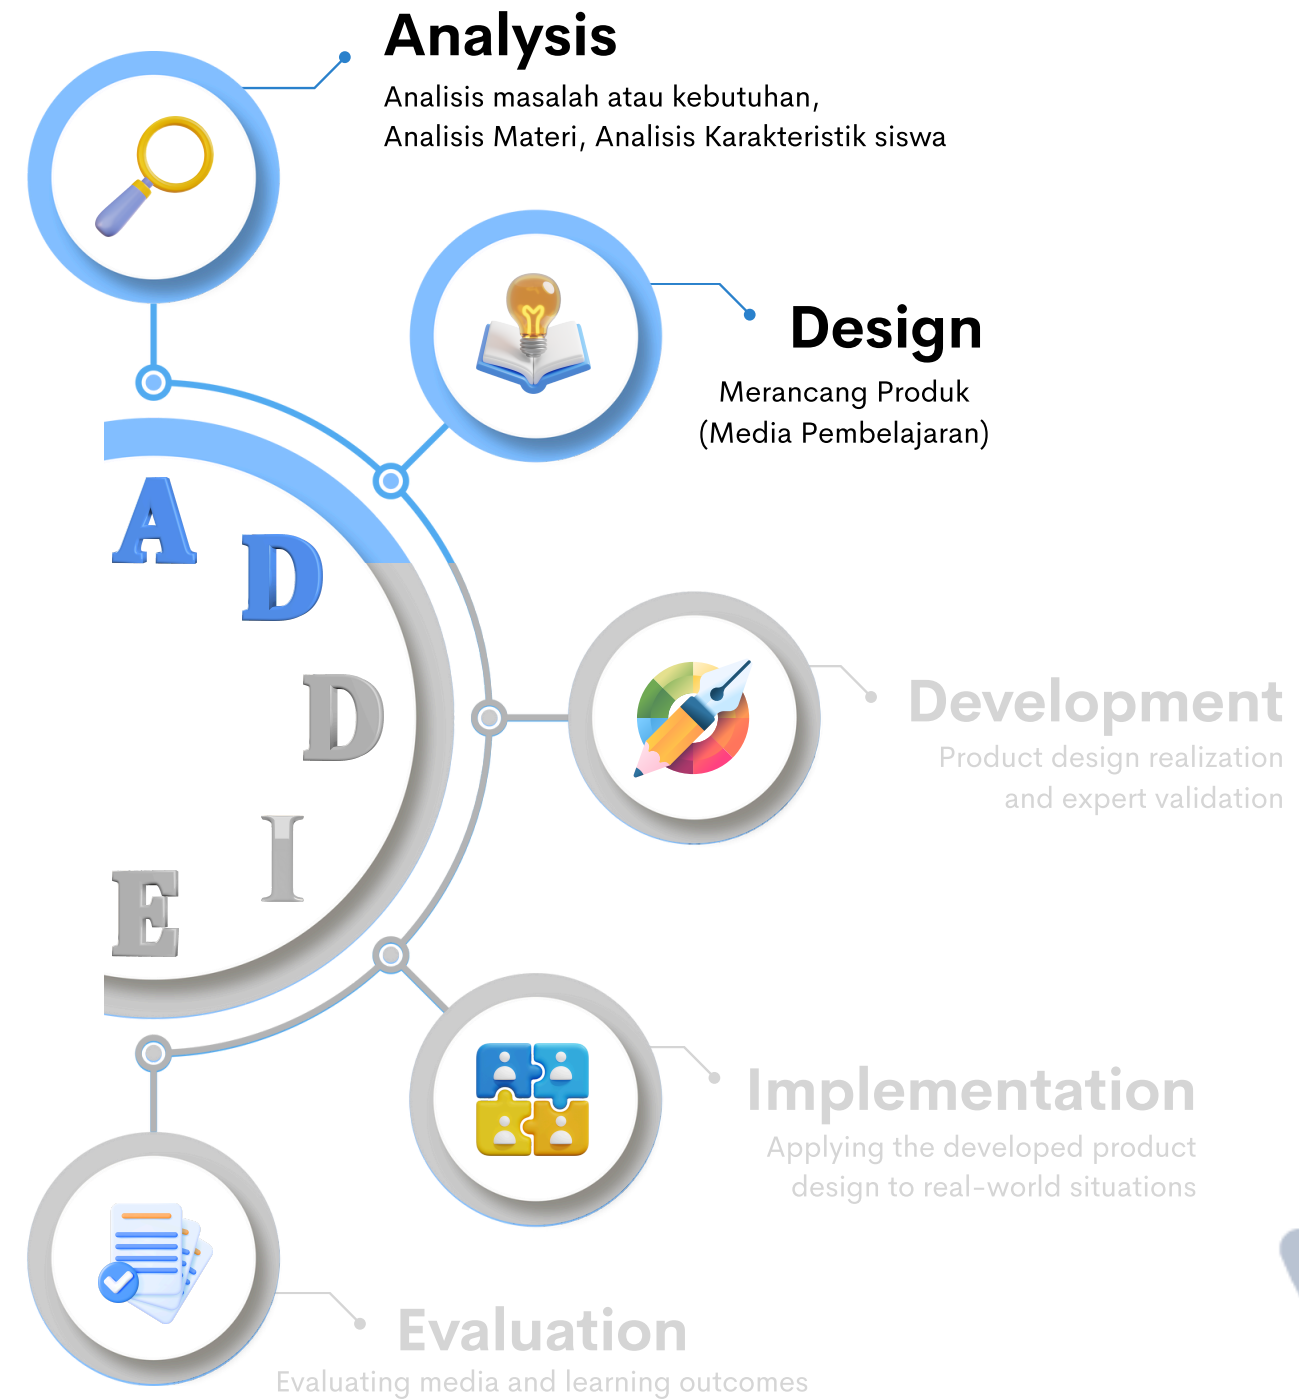 Analysis
Analisis masalah atau kebutuhan,
Analisis Materi, Analisis Karakteristik siswa
Design
Merancang Produk
(Media Pembelajaran)
A
D
D
I
E
Development
Product design realization
and expert validation
Implementation
Applying the developed product
design to real-world situations
Evaluation
Evaluating media and learning outcomes